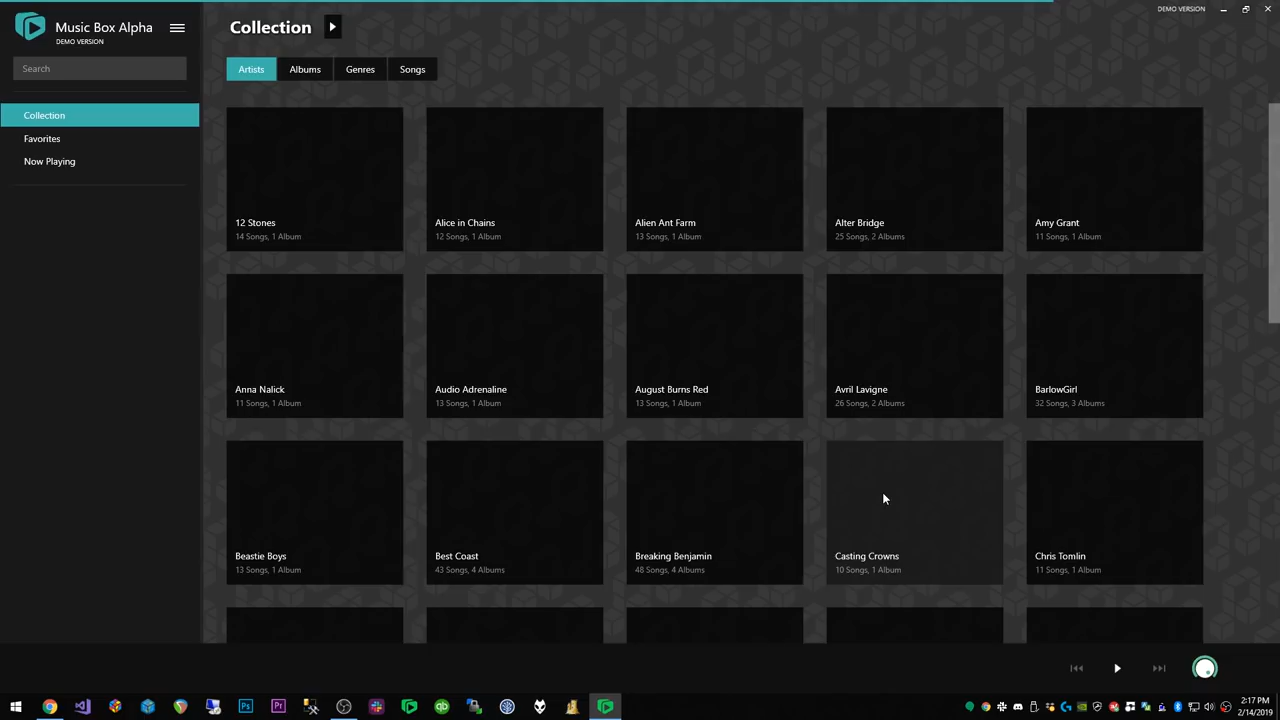 DEMO VERSION
Music Box Alpha
DEMO VERSION
Search
Collection
Favorites
Now Playing
Collection
Artists Albums Genres Songs
12 Stones
14 Songs, 1 Album
Alice in Chains
12 Songs, 1 Album
Alien Ant Farm
13 Songs, 1 Album
Alter Bridge
25 Songs, 2 Albums
Amy Grant
11 Songs, 1 Album
Anna Nalick
11 Songs, 1 Album
Audio Adrenaline
13 Songs, 1 Album
August Burns Red
13 Songs, 1 Album
Avril Lavigne
26 Songs, 2 Albums
BarlowGirl
32 Songs, 3 Albums
Beastie Boys
13 Songs, 1 Album
Best Coast
43 Songs, 4 Albums
Breaking Benjamin
48 Songs, 4 Albums
Casting Crowns
10 Songs, 1 Album
Chris Tomlin
11 Songs, 1 Album
Ps
Pr
qb
2:17 PM
2/14/2019